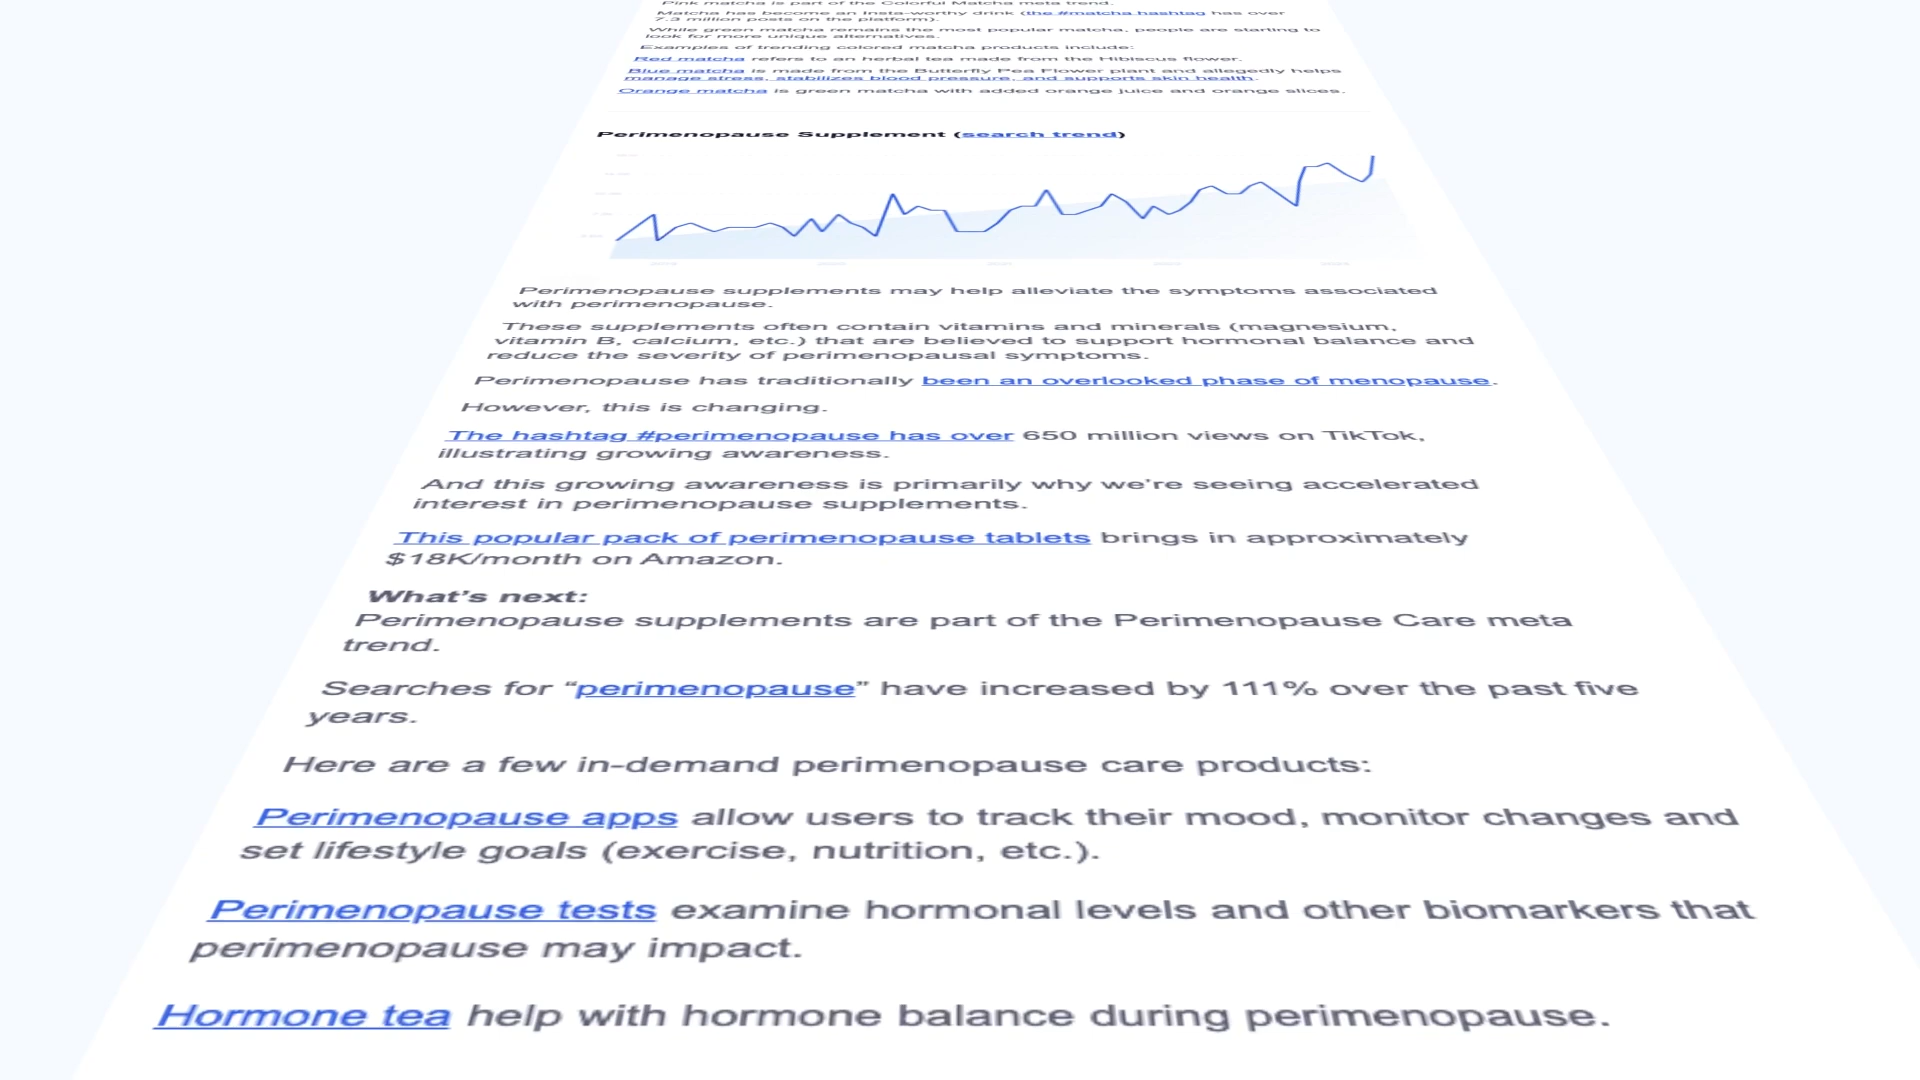 Pink matcha is part of the Colorful Matcha meta trend.
Matcha has become an Insta-worthy drink (the #matcha hashtag has over
7.3 million posts on the platform).
While green matcha remains the most popular matcha, people are starting to
look for more unique alternatives.
Examples of trending colored matcha products include:
Red matcha refers to an herbal tea made from the Hibiscus flower.
Blue matcha is made from the Butterfly Pea Flower plant and allegedly helps
manage stress, stabilizes blood pressure, and supports skin health.
Orange matcha is green matcha with added orange juice and orange slices.
Perimenopause Supplement (search trend)
Perimenopause supplements may help alleviate the symptoms associated
with perimenopause.
These supplements often contain vitamins and minerals (magnesium,
vitamin B, calcium, etc.) that are believed to support hormonal balance and
reduce the severity of perimenopausal symptoms.
Perimenopause has traditionally been an overlooked phase of menopause.
However, this is changing.
The hashtag #perimenopause has over 650 million views on TikTok,
illustrating growing awareness.
And this growing awareness is primarily why we’re seeing accelerated
interest in perimenopause supplements.
This popular pack of perimenopause tablets brings in approximately
$18K/month on Amazon.
What’s next:
Perimenopause supplements are part of the Perimenopause Care meta
trend.
Searches for “perimenopause” have increased by 111% over the past five
years.
Here are a few in-demand perimenopause care products:
Perimenopause apps allow users to track their mood, monitor changes and
set lifestyle goals (exercise, nutrition, etc.).
Perimenopause tests examine hormonal levels and other biomarkers that
perimenopause may impact.
Hormone tea help with hormone balance during perimenopause.